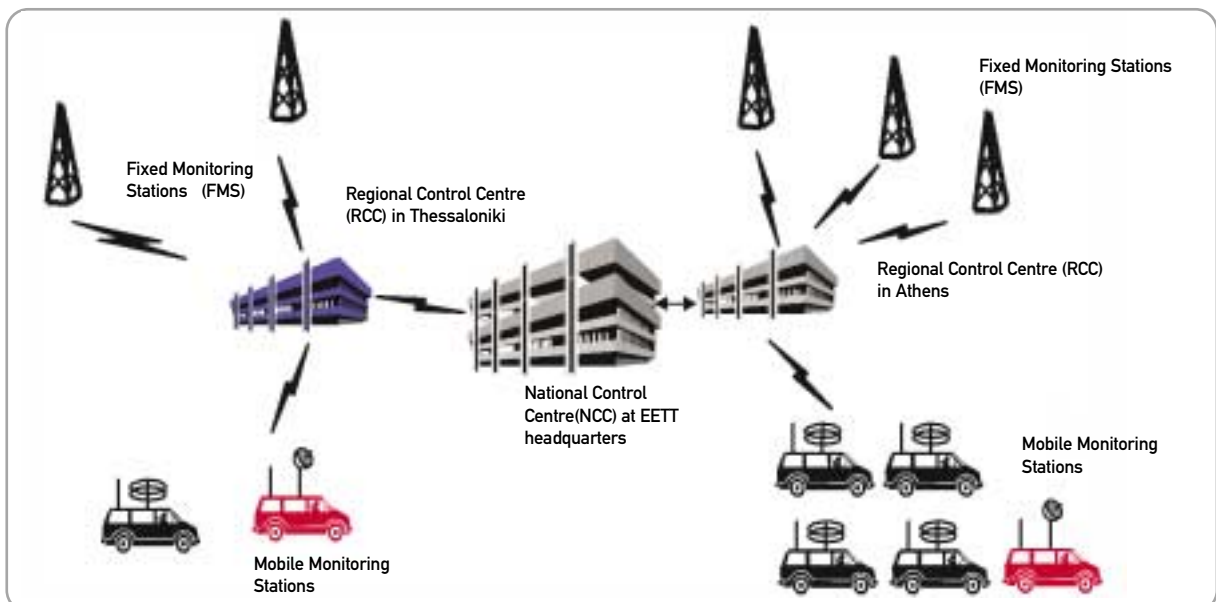 Fixed Monitoring Stations
(FMS)
Fixed Monitoring
Stations (FMS)
Regional Control Centre
(RCC) in Thessaloniki
Regional Control Centre (RCC)
in Athens
National Control
Centre(NCC) at EETT
headquarters
Mobile Monitoring
Stations
Mobile Monitoring
Stations